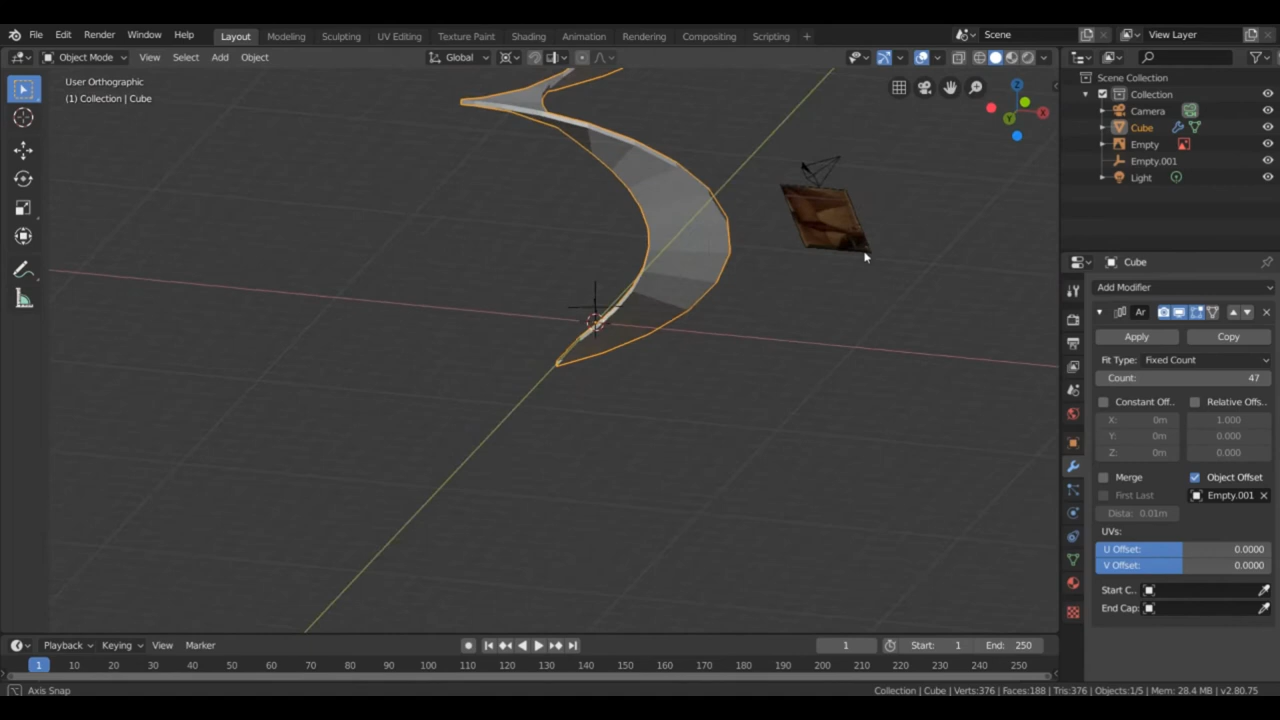 File Edit Render Window Help Layout Modeling Sculpting UV Editing Texture Paint Shading Animation Rendering Compositing Scripting + Scene View Layer
Object Mode View Select Add Object Global
User Orthographic
(1) Collection | Cube
Z
X
Y
Scene Collection
Collection
Camera
Cube
Empty
Empty.001
Light
Cube
Add Modifier
Ar
Apply Copy
Fit Type: Fixed Count
Count: 47
Constant Off.. Relative Offs..
X: 0m 1.000
Y: 0m 0.000
Z: 0m 0.000
Merge Object Offset
First Last Empty.001
Dista: 0.01m
UVs:
U Offset: 0.0000
V Offset: 0.0000
Start C..
End Cap:
Playback Keying View Marker 1 Start: 1 End: 250
1 10 20 30 40 50 60 70 80 90 100 110 120 130 140 150 160 170 180 190 200 210 220 230 240 250
Axis Snap Collection | Cube | Verts:376 | Faces:188 | Tris:376 | Objects:1/5 | Mem: 28.4 MB | v2.80.75